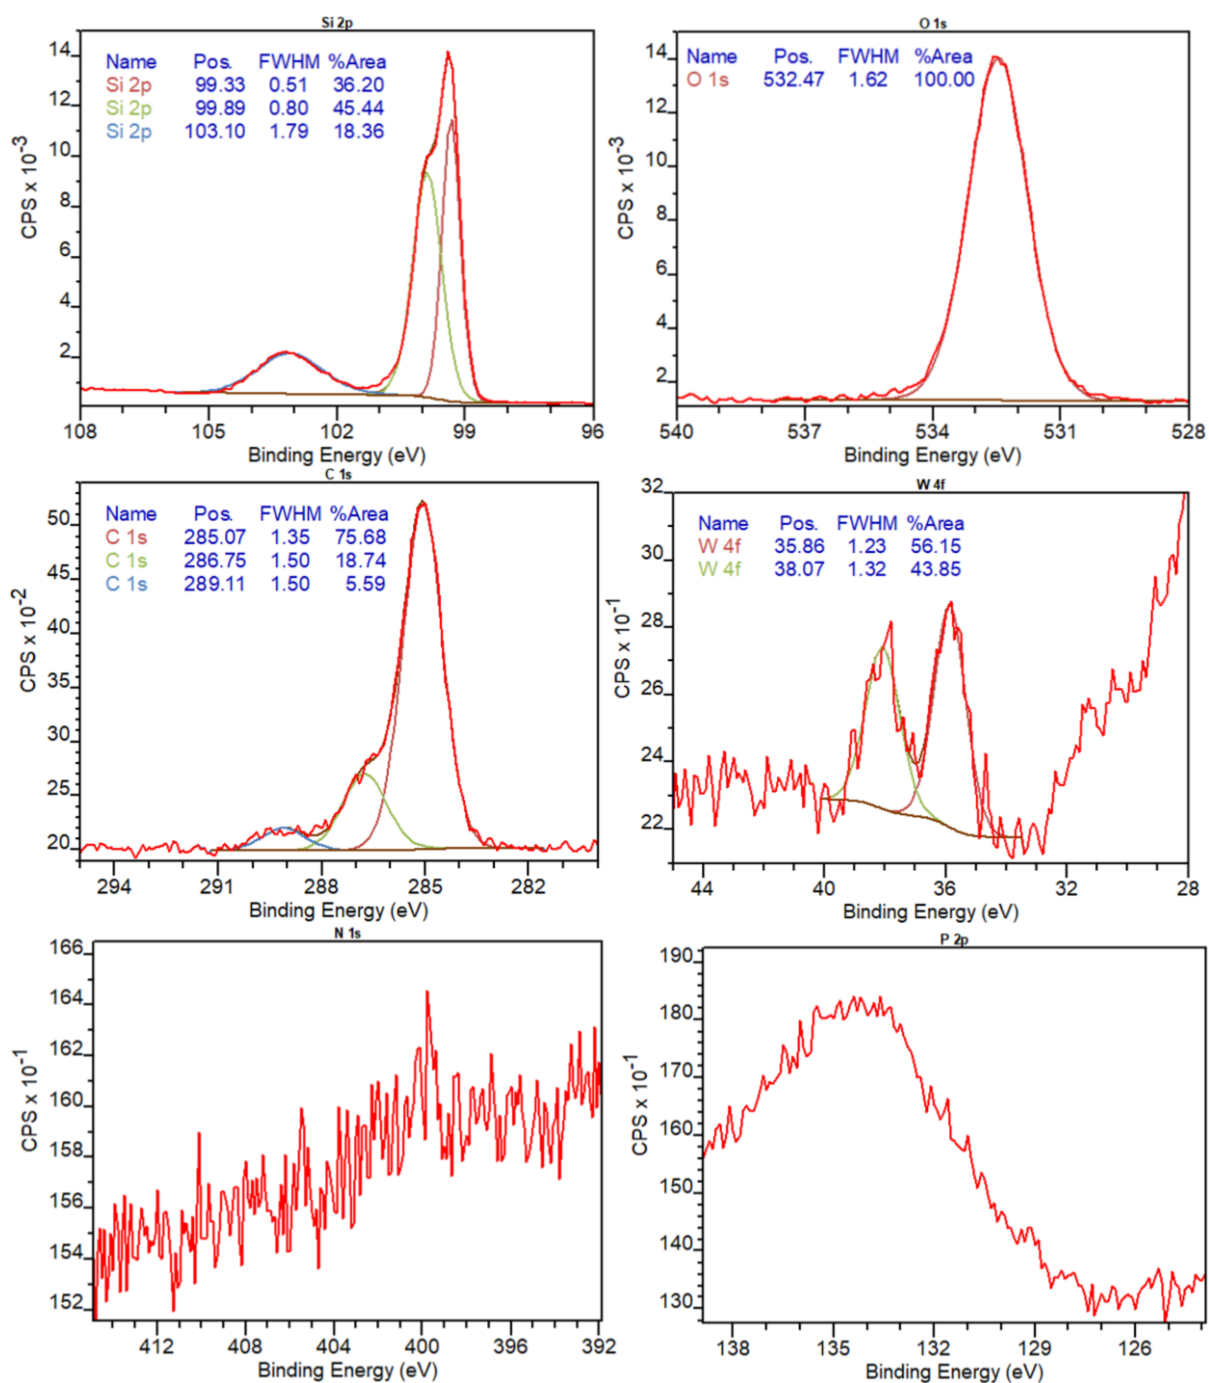 Si 2p
Name Pos. FWHM %Area
Si 2p 99.33 0.51 36.20
Si 2p 99.89 0.80 45.44
Si 2p 103.10 1.79 18.36
14
12
10
8
6
4
2
CPS x 10-3
108 105 102 99 96
Binding Energy (eV)
O 1s
Name Pos. FWHM %Area
O 1s 532.47 1.62 100.00
14
12
10
8
6
4
2
CPS x 10-3
540 537 534 531 528
Binding Energy (eV)
C 1s
Name Pos. FWHM %Area
C 1s 285.07 1.35 75.68
C 1s 286.75 1.50 18.74
C 1s 289.11 1.50 5.59
50
45
40
35
30
25
20
CPS x 10-2
294 291 288 285 282
Binding Energy (eV)
W 4f
Name Pos. FWHM %Area
W 4f 35.86 1.23 56.15
W 4f 38.07 1.32 43.85
32
30
28
26
24
22
CPS x 10-1
44 40 36 32 28
Binding Energy (eV)
N 1s
166
164
162
160
158
156
154
152
CPS x 10-1
412 408 404 400 396 392
Binding Energy (eV)
P 2p
190
180
170
160
150
140
130
CPS x 10-1
138 135 132 129 126
Binding Energy (eV)